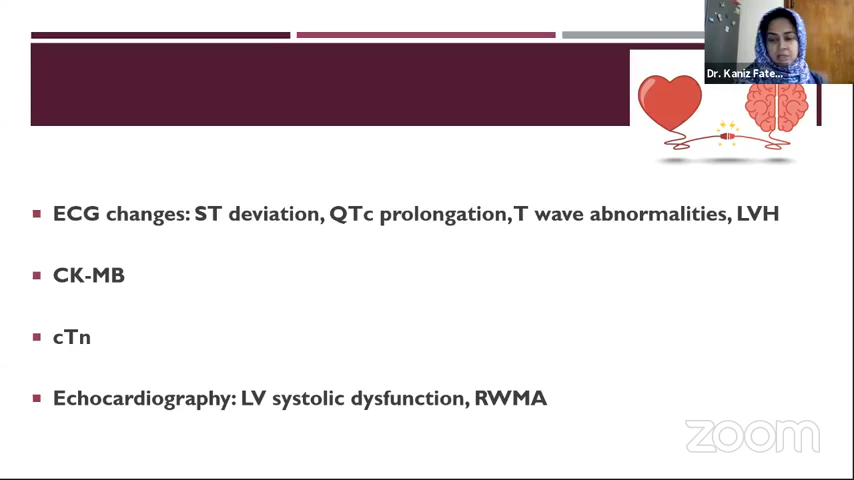 Dr. Kaniz Fate...
ECG changes: ST deviation, QTc prolongation, T wave abnormalities, LVH
CK-MB
cTn
Echocardiography: LV systolic dysfunction, RWMA
zoom